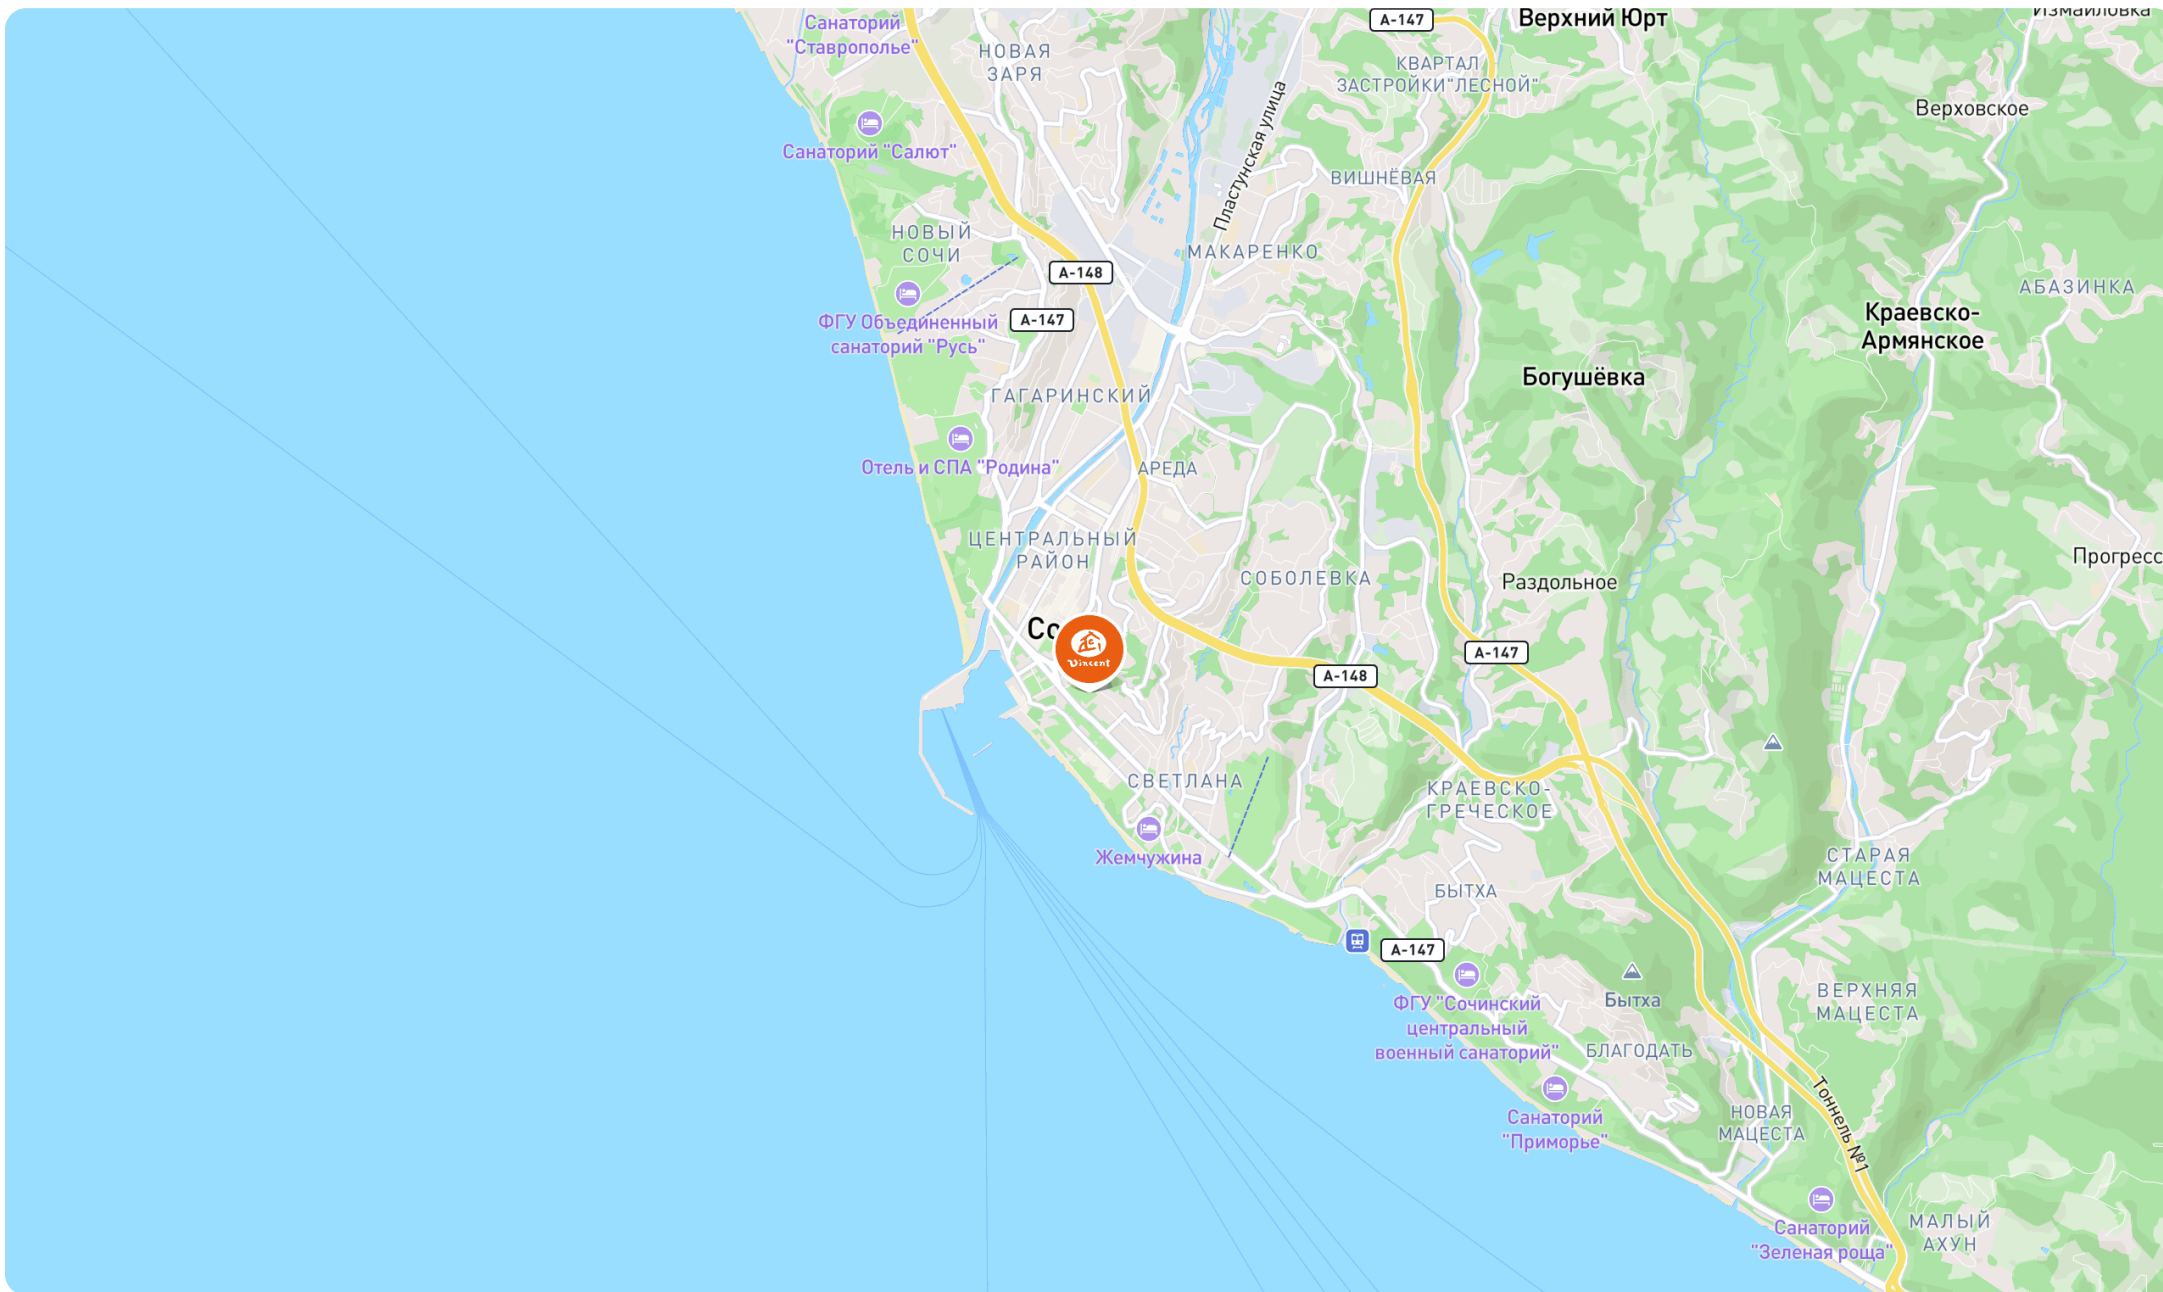 Санаторий
"Ставрополье"
НОВАЯ
ЗАРЯ
А-147
Верхний Юрт
Измайловка
КВАРТАЛ
ЗАСТРОЙКИ"ЛЕСНОЙ"
Верховское
Санаторий "Салют"
Пластунская улица
ВИШНЁВАЯ
НОВЫЙ
СОЧИ
МАКАРЕНКО
А-148
АБАЗИНКА
ФГУ Объединенный
санаторий "Русь"
А-147
Краевско-
Армянское
Богушёвка
ГАГАРИНСКИЙ
Отель и СПА "Родина"
АРЕДА
ЦЕНТРАЛЬНЫЙ
РАЙОН
СОБОЛЕВКА
Раздольное
Прогресс
Со
Vincent
А-147
А-148
СВЕТЛАНА
КРАЕВСКО-
ГРЕЧЕСКОЕ
Жемчужина
СТАРАЯ
МАЦЕСТА
БЫТХА
А-147
ФГУ "Сочинский
центральный
военный санаторий"
Бытха
ВЕРХНЯЯ
МАЦЕСТА
БЛАГОДАТЬ
Санаторий
"Приморье"
НОВАЯ
МАЦЕСТА
Тоннель №1
Санаторий
"Зеленая роща"
МАЛЫЙ
АХУН